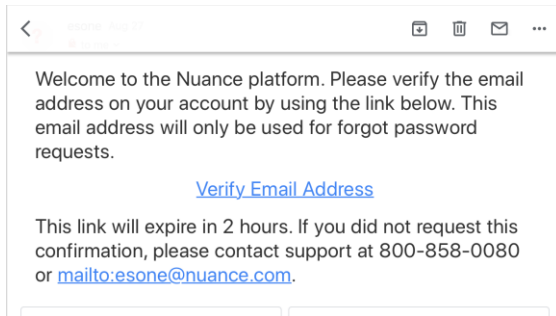 Welcome to the Nuance platform. Please verify the email
address on your account by using the link below. This
email address will only be used for forgot password
requests.
Verify Email Address
This link will expire in 2 hours. If you did not request this
confirmation, please contact support at 800-858-0080
or mailto:esone@nuance.com.